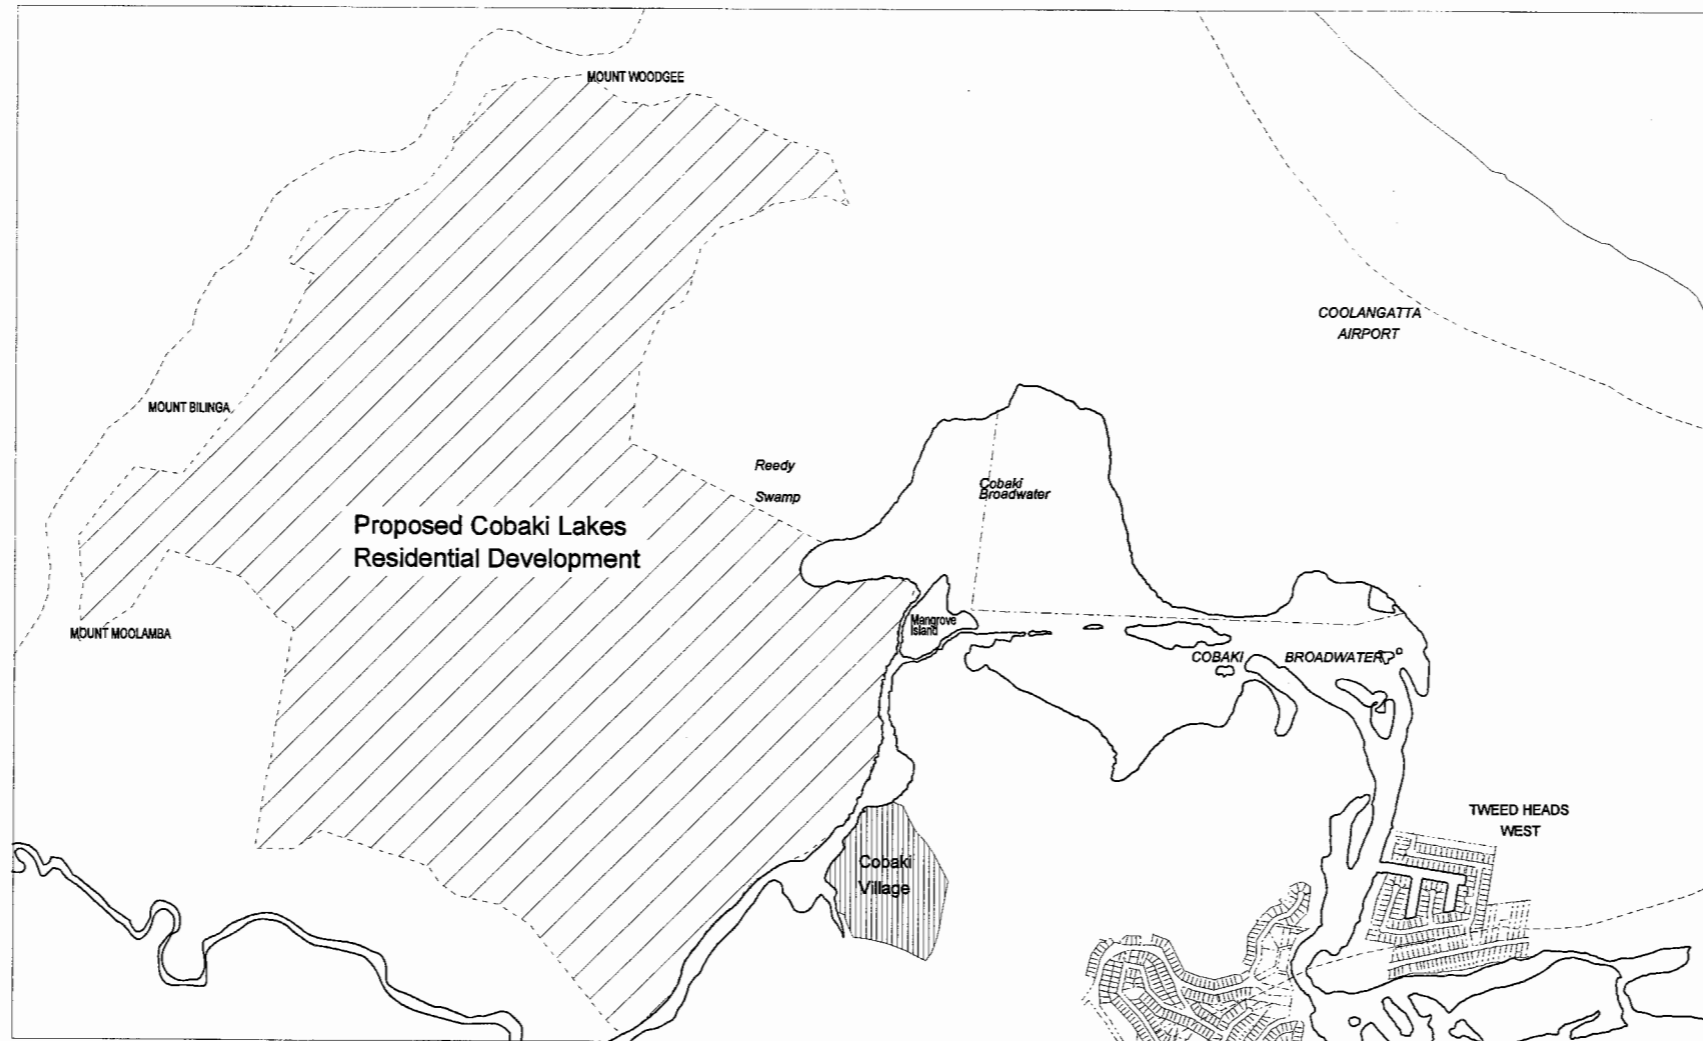 MOUNT WOODGEE
COOLANGATTA
AIRPORT
MOUNT BILINGA
Reedy
Swamp
Cobaki
Broadwater
Proposed Cobaki Lakes
Residential Development
Mangrove
Island
MOUNT MOOLAMBA
COBAKI BROADWATER
TWEED HEADS
WEST
Cobaki
Village